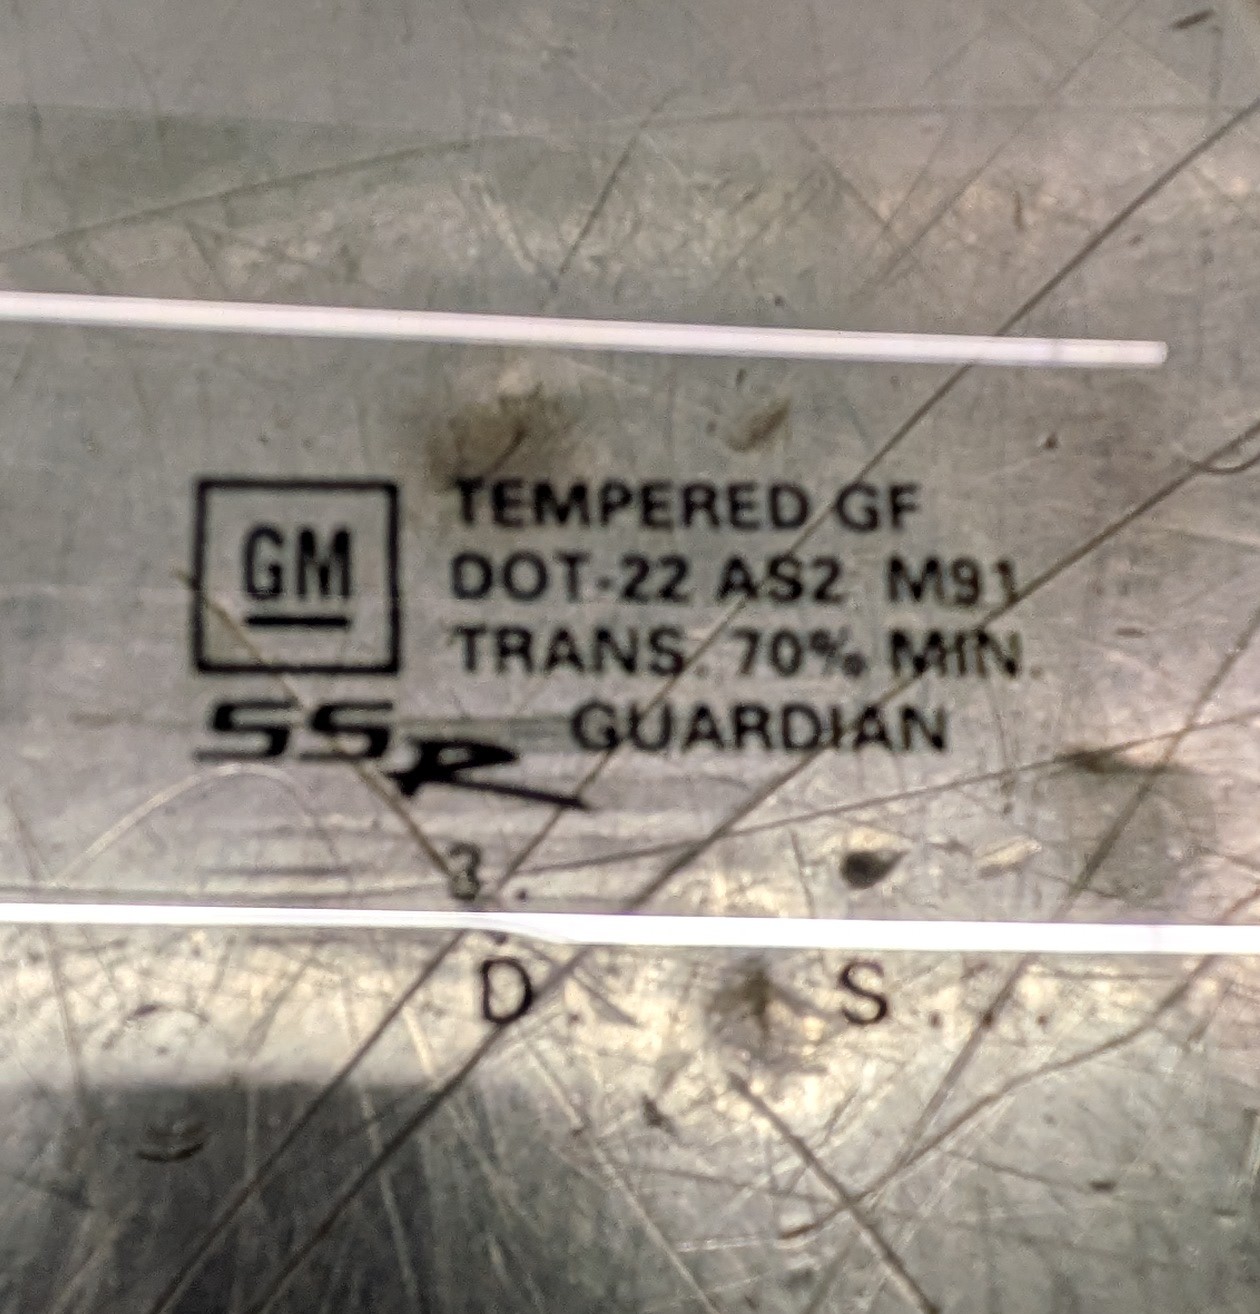 GM
TEMPERED GF
DOT-22 AS2 M91
TRANS. 70% MIN.
SSR GUARDIAN
3 .
D S